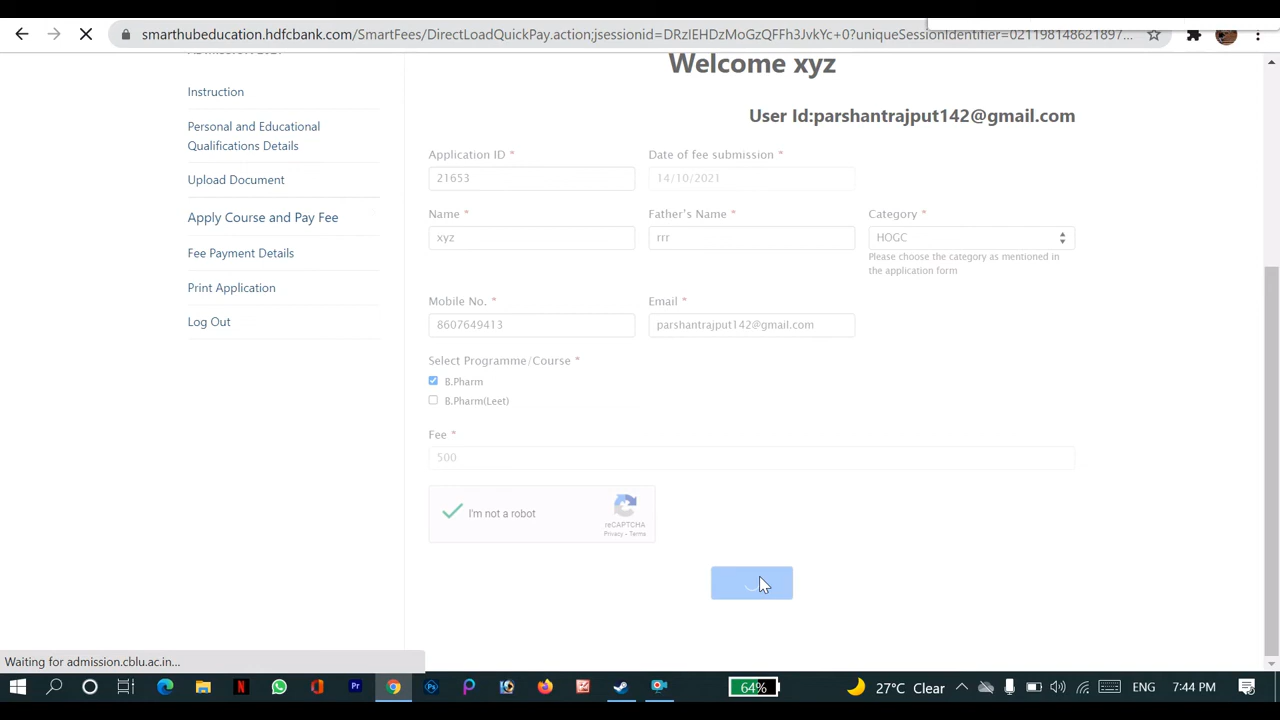 smarthubeducation.hdfcbank.com/SmartFees/DirectLoadQuickPay.action;jsessionid=DRzIEHDzMoGzQFFh3JvkYc+0?uniqueSessionIdentifier=021198148621897...
Welcome xyz
Instruction
User Id:parshantrajput142@gmail.com
Personal and Educational
Qualifications Details
Application ID *
Date of fee submission *
Upload Document
21653
14/10/2021
Apply Course and Pay Fee
Name *
Father's Name *
Category *
xyz
rrr
HOGC
Fee Payment Details
Please choose the category as mentioned in
the application form
Print Application
Mobile No. *
Email *
Log Out
8607649413
parshantrajput142@gmail.com
Select Programme/Course *
B.Pharm
B.Pharm(Leet)
Fee *
500
I'm not a robot
reCAPTCHA
Privacy - Terms
Waiting for admission.cblu.ac.in...
64%
27°C Clear
ENG
7:44 PM